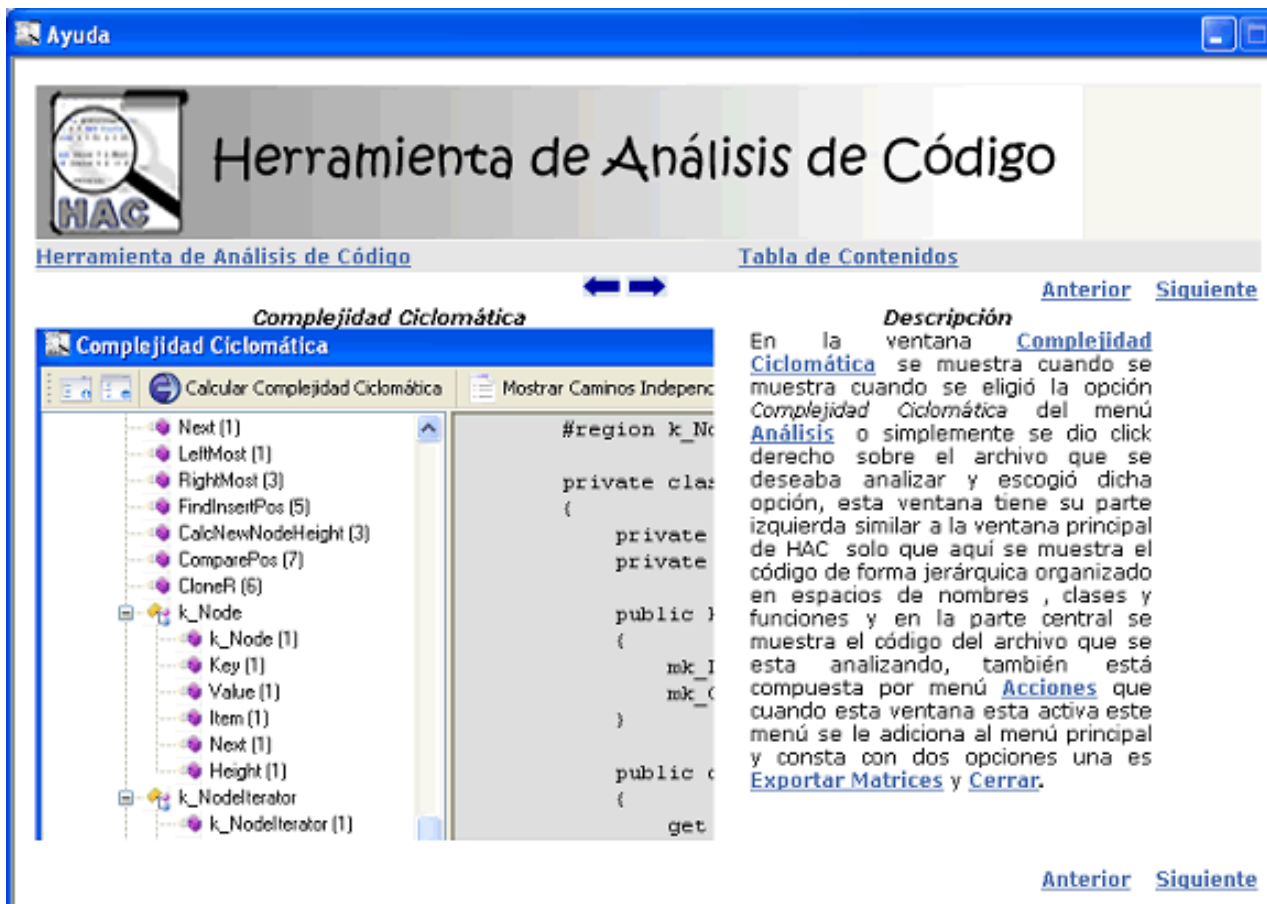 Ayuda
HAC
Herramienta de Análisis de Código
Herramienta de Análisis de Código
Tabla de Contenidos
Anterior Siguiente
Complejidad Ciclomática
Complejidad Ciclomática
Calcular Complejidad Ciclomática
Mostrar Caminos Independ
Next (1)
LeftMost (1)
RightMost (3)
FindInsertPos (5)
CalcNewNodeHeight (3)
ComparePos (7)
CloneR (6)
k_Node
k_Node (1)
Key (1)
Value (1)
Item (1)
Next (1)
Height (1)
k_NodeIterator
k_NodeIterator (1)
#region k_No
private clas
{
private
private
public
{
mk_
mk_
}
public
{
get
Descripción
En la ventana Complejidad
Ciclomática se muestra cuando se
muestra cuando se eligió la opción
Complejidad Ciclomática del menú
Análisis o simplemente se dio click
derecho sobre el archivo que se
deseaba analizar y escogió dicha
opción, esta ventana tiene su parte
izquierda similar a la ventana principal
de HAC solo que aquí se muestra el
código de forma jerárquica organizado
en espacios de nombres , clases y
funciones y en la parte central se
muestra el código del archivo que se
esta analizando, también está
compuesta por menú Acciones que
cuando esta ventana esta activa este
menú se le adiciona al menú principal
y consta con dos opciones una es
Exportar Matrices y Cerrar.
Anterior Siguiente